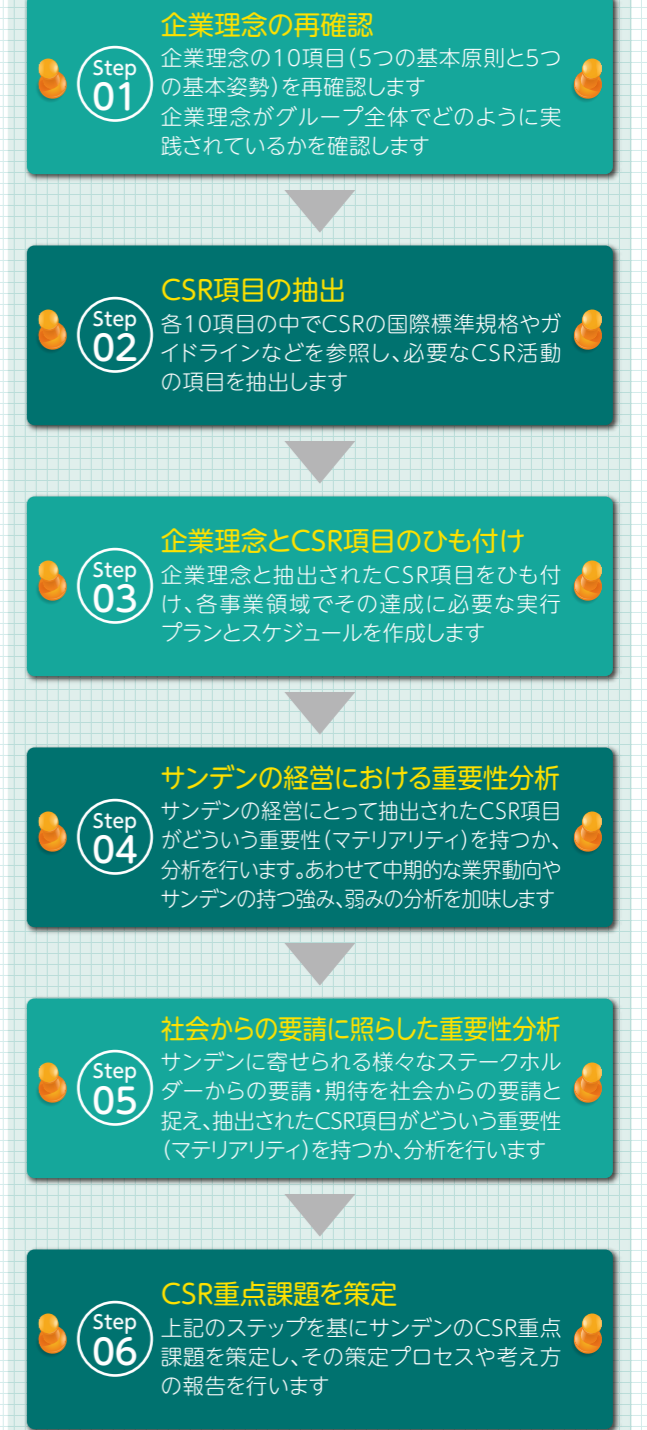 企業理念の再確認
Step
01
企業理念の10項目(5つの基本原則と5つ
の基本姿勢)を再確認します
企業理念がグループ全体でどのように実
践されているかを確認します
CSR項目の抽出
Step
02
各10項目の中でCSRの国際標準規格やガ
イドラインなどを参照し、必要なCSR活動
の項目を抽出します
企業理念とCSR項目のひも付け
Step
03
企業理念と抽出されたCSR項目をひも付
け、各事業領域でその達成に必要な実行
プランとスケジュールを作成します
サンデンの経営における重要性分析
Step
04
サンデンの経営にとって抽出されたCSR項目
がどういう重要性(マテリアリティ)を持つか、
分析を行います。あわせて中期的な業界動向や
サンデンの持つ強み、弱みの分析を加味します
社会からの要請に照らした重要性分析
Step
05
サンデンに寄せられる様々なステークホル
ダーからの要請・期待を社会からの要請と
捉え、抽出されたCSR項目がどういう重要性
(マテリアリティ)を持つか、分析を行います
CSR重点課題を策定
Step
06
上記のステップを基にサンデンのCSR重点
課題を策定し、その策定プロセスや考え方
の報告を行います